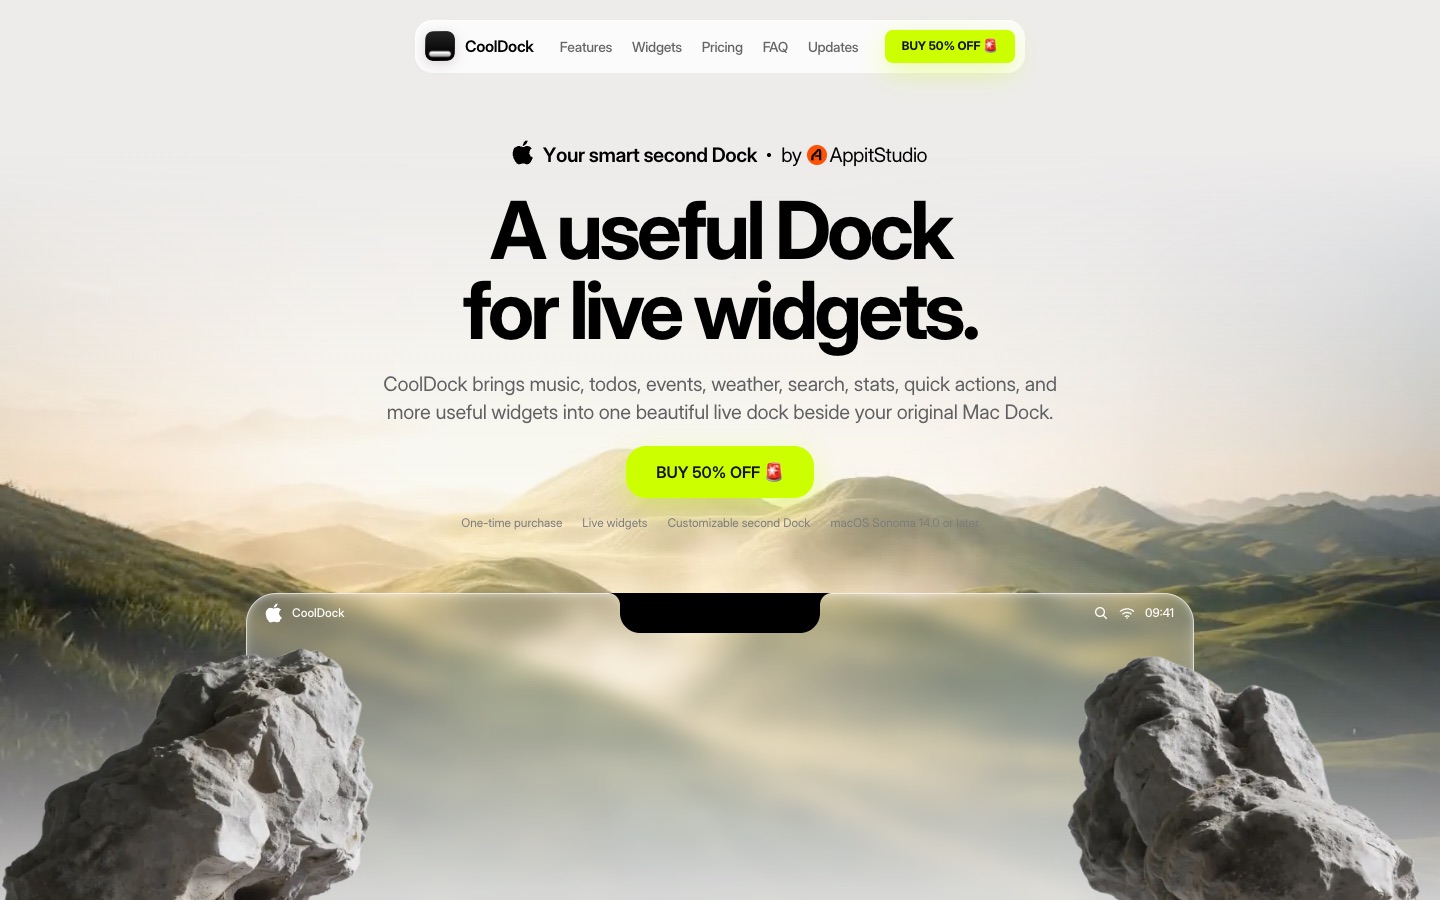 CoolDock
Features
Widgets
Pricing
FAQ
Updates
BUY 50% OFF 🚨
Your smart second Dock • by AppitStudio
A useful Dock
for live widgets.
CoolDock brings music, todos, events, weather, search, stats, quick actions, and
more useful widgets into one beautiful live dock beside your original Mac Dock.
BUY 50% OFF 🚨
One-time purchase
Live widgets
Customizable second Dock
macOS Sonoma 14.0 or later
CoolDock
09:41